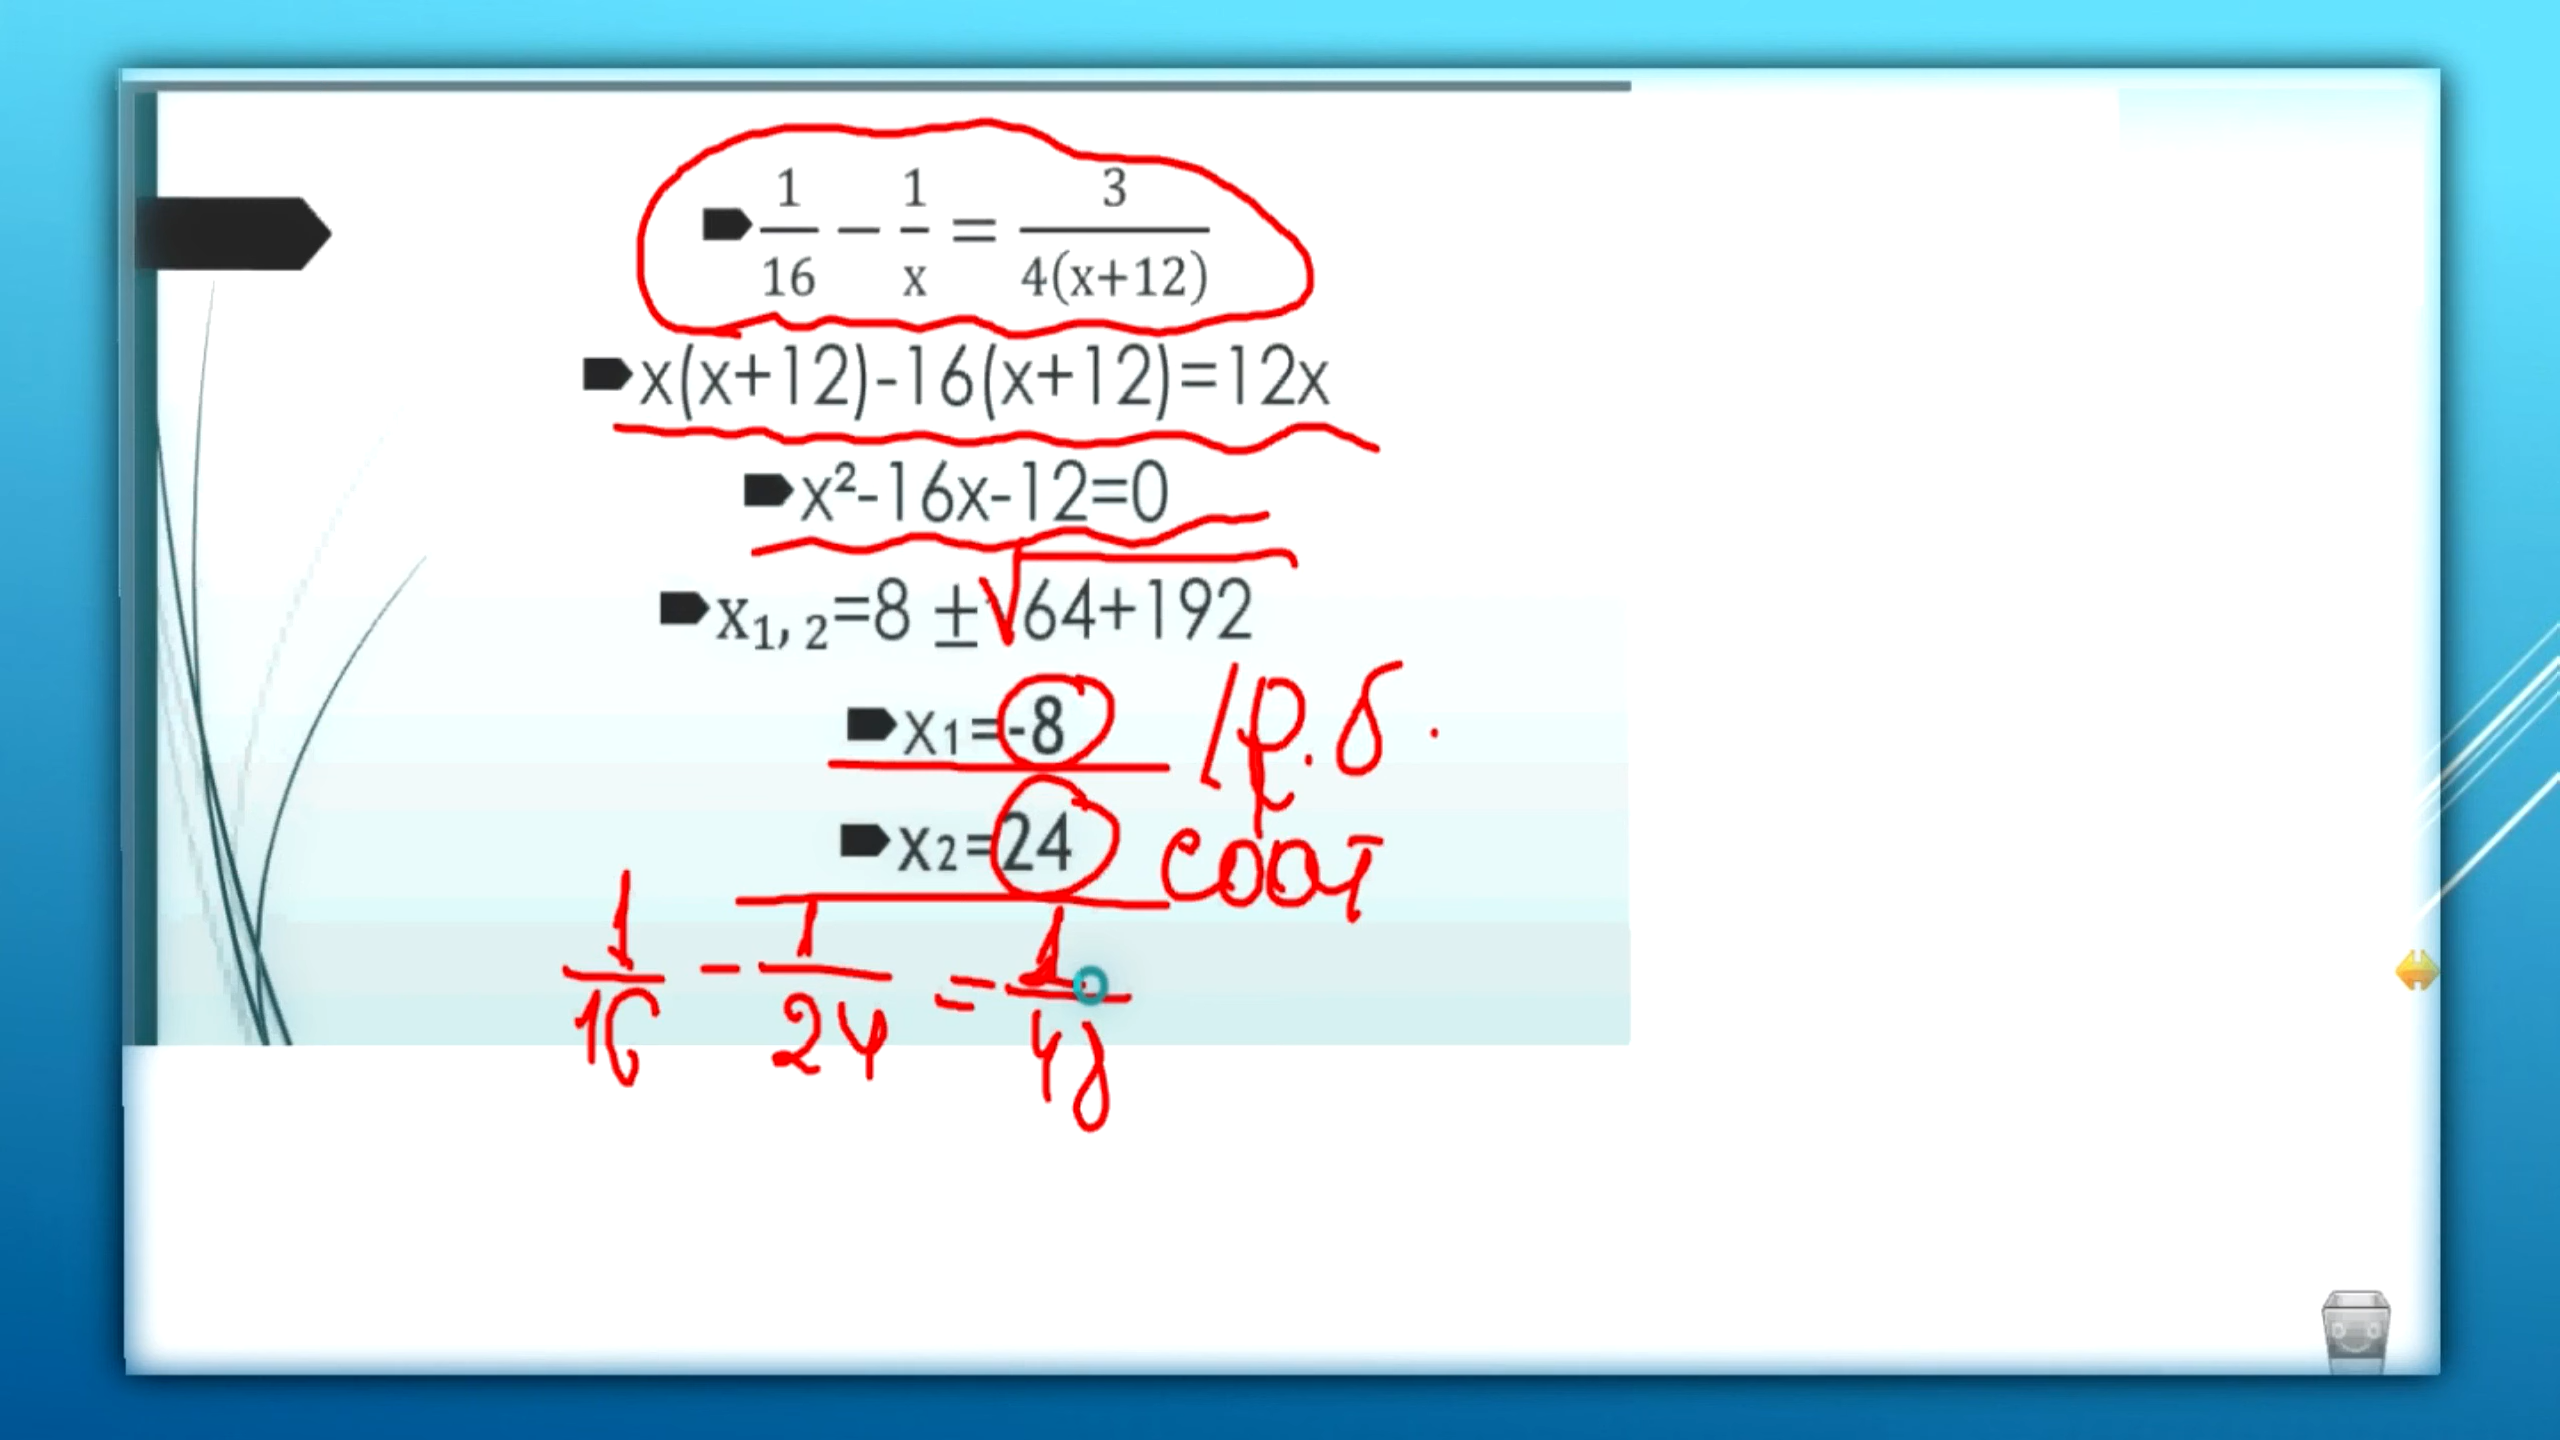 1/16 − 1/x = 3/4(x+12)
x(x+12)-16(x+12)=12x
x²-16x-12=0
x₁,₂=8 ±√64+192
x₁=-8
р.б.
x₂=24
соот
1/16 - 1/24 = 1/48